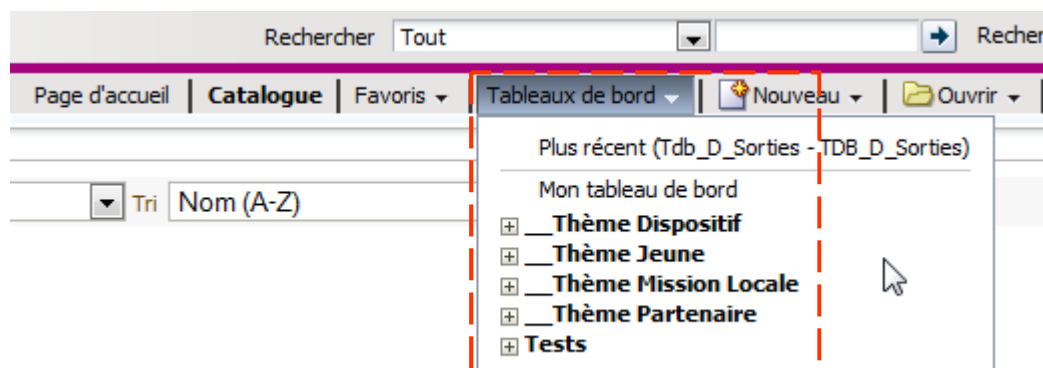 Rechercher Tout Recher
Page d'accueil Catalogue Favoris Tableaux de bord Nouveau Ouvrir
Plus récent (Tdb_D_Sorties - TDB_D_Sorties)
Tri Nom (A-Z) Mon tableau de bord
__Thème Dispositif
__Thème Jeune
__Thème Mission Locale
__Thème Partenaire
Tests